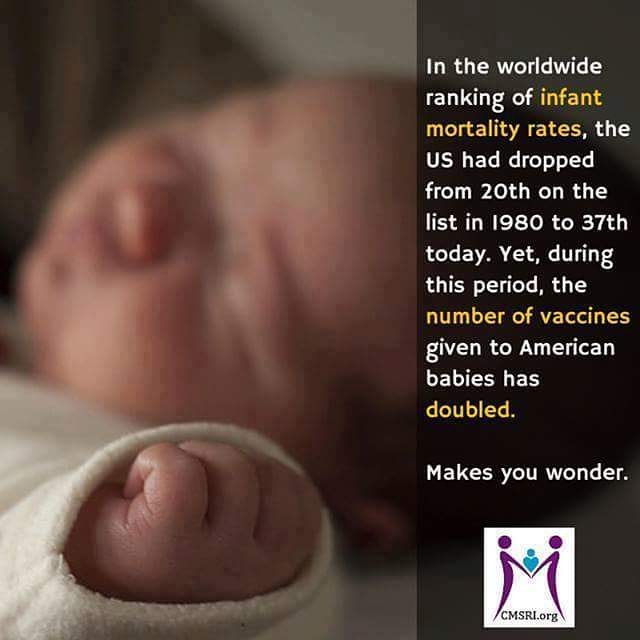 In the worldwide
ranking of infant
mortality rates, the
US had dropped
from 20th on the
list in 1980 to 37th
today. Yet, during
this period, the
number of vaccines
given to American
babies has
doubled.
Makes you wonder.
CMSRI.org